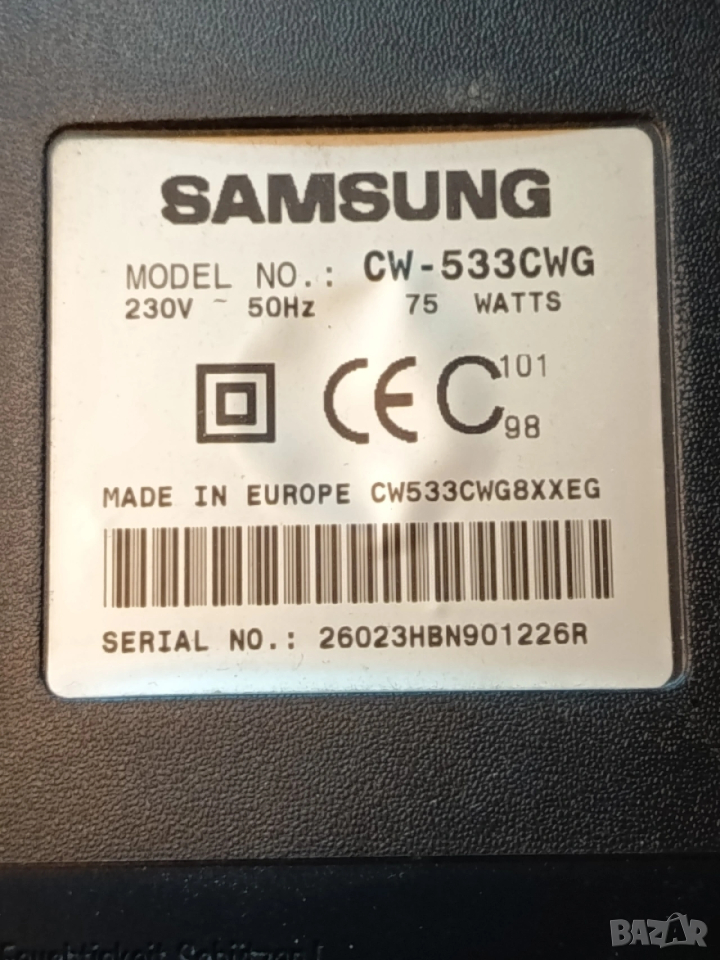 SAMSUNG
MODEL NO.: CW-533CWG
230V ~ 50Hz 75 WATTS
CE C 101 98
MADE IN EUROPE CW533CWG8XXEG
SERIAL NO.: 26023HBN901226R
BAZAR